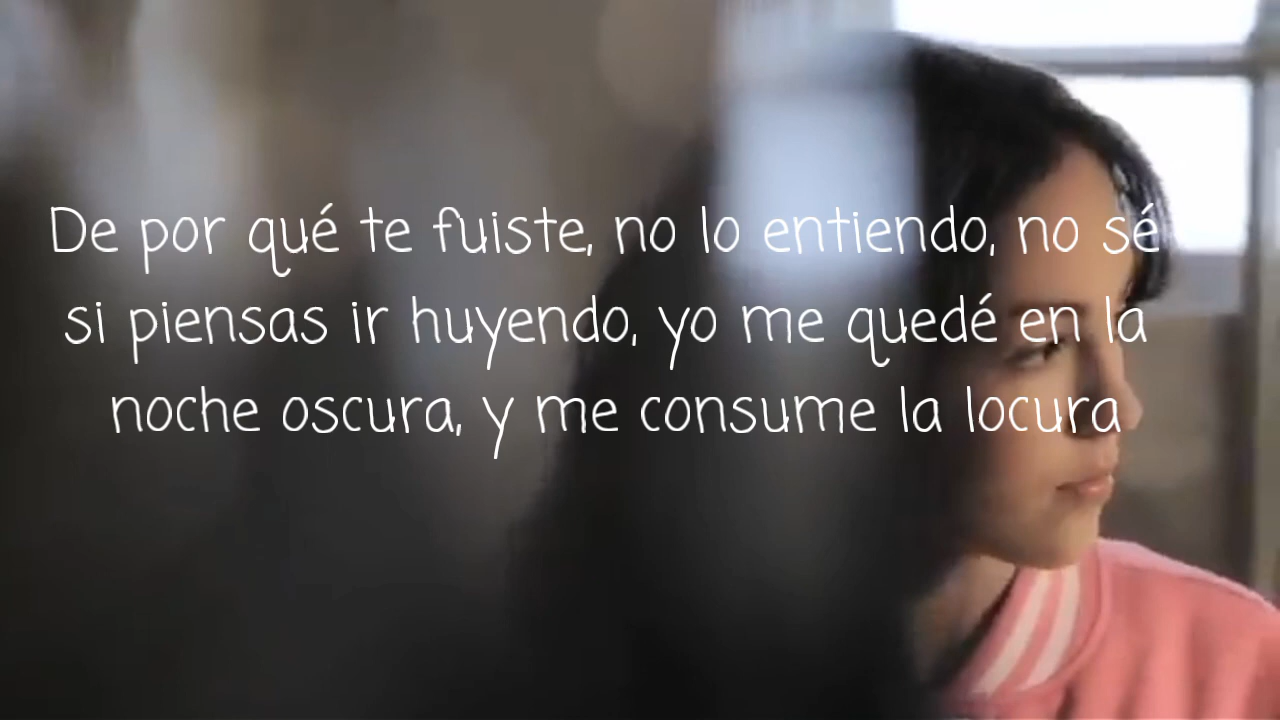 De por qué te fuiste, no lo entiendo, no sé
si piensas ir huyendo, yo me quedé en la
noche oscura, y me consume la locura